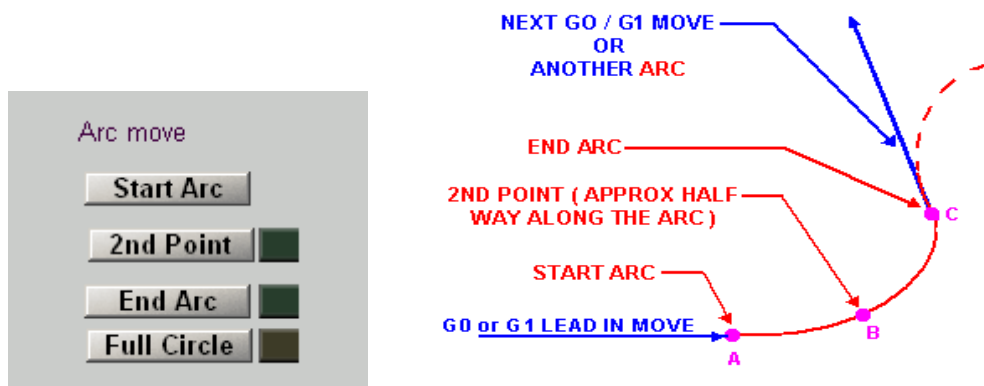 Arc move
Start Arc
2nd Point
End Arc
Full Circle
NEXT GO / G1 MOVE
OR
ANOTHER ARC
END ARC
2ND POINT ( APPROX HALF
WAY ALONG THE ARC )
START ARC
G0 or G1 LEAD IN MOVE
A
B
C